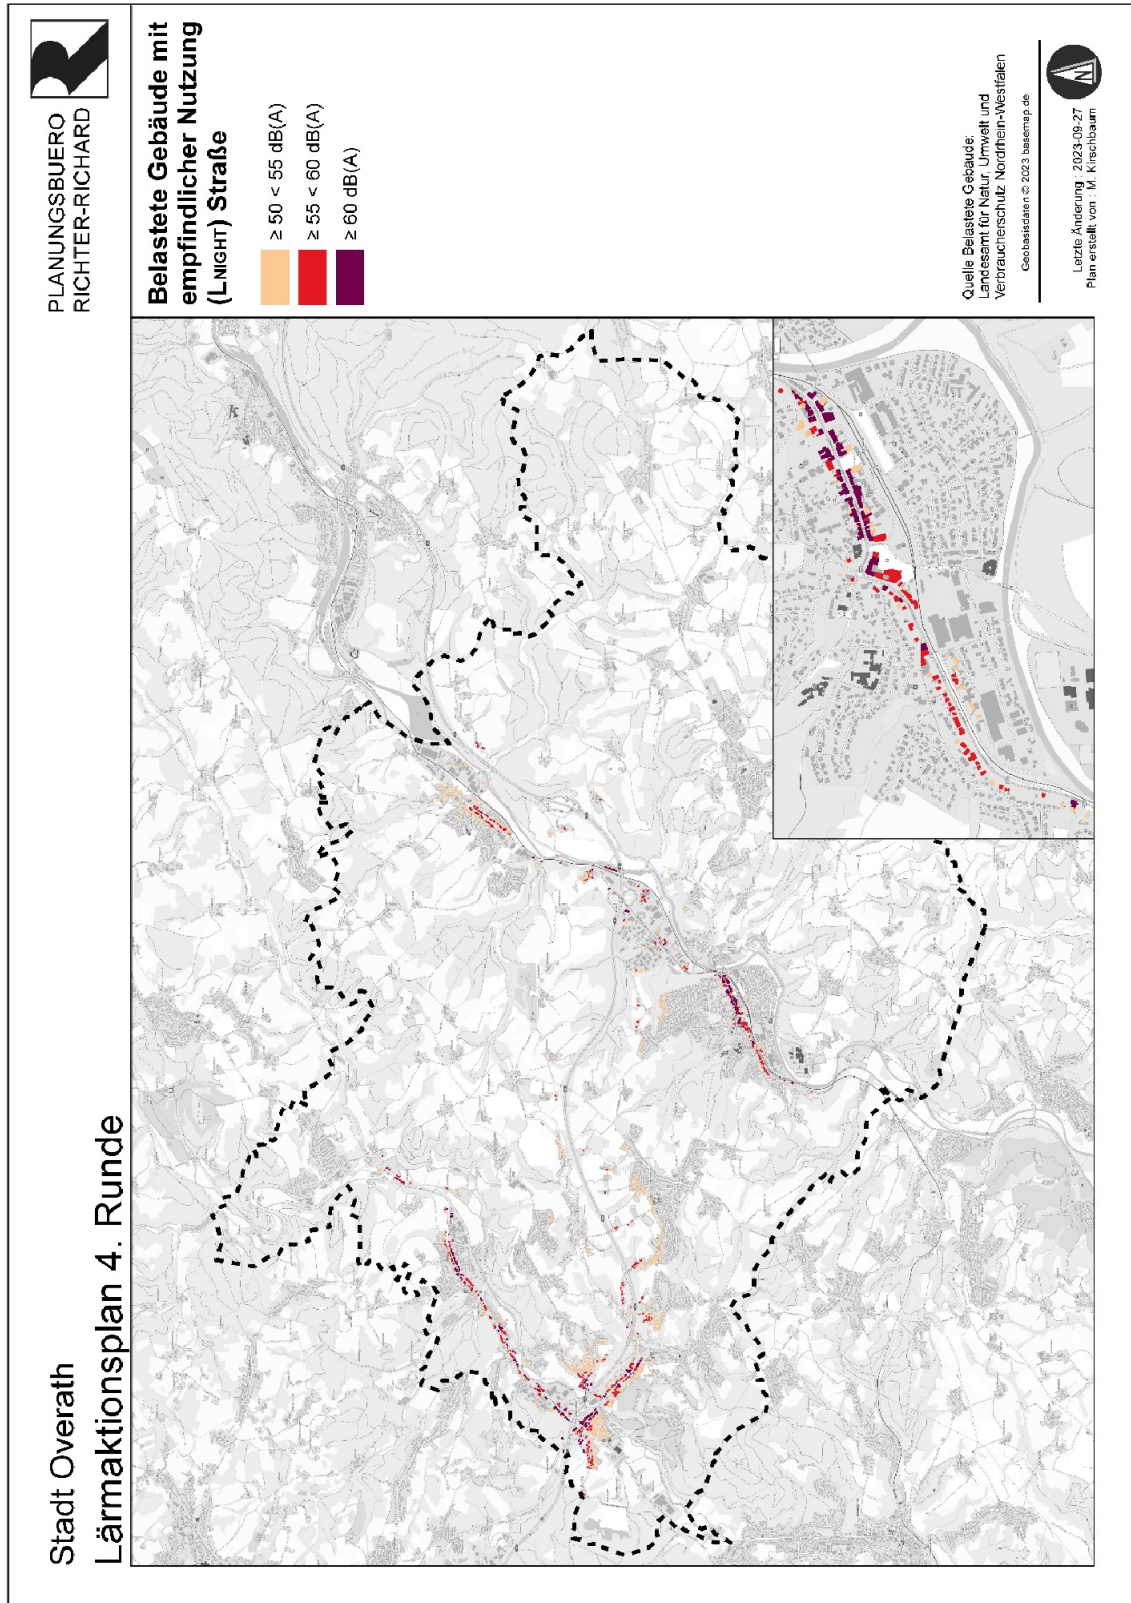 Stadt Overath
Lärmaktionsplan 4. Runde
PLANUNGSBUERO
RICHTER-RICHARD
Belastete Gebäude mit
empfindlicher Nutzung
(LNIGHT) Straße
≥ 50 < 55 dB(A)
≥ 55 < 60 dB(A)
≥ 60 dB(A)
Quelle Belastete Gebäude:
Landesamt für Natur, Umwelt und
Verbraucherschutz Nordrhein-Westfalen
Geobasisdaten © 2023 basemap.de
N
Letzte Änderung : 2023-09-27
Plan erstellt von : M. Kirschbaum